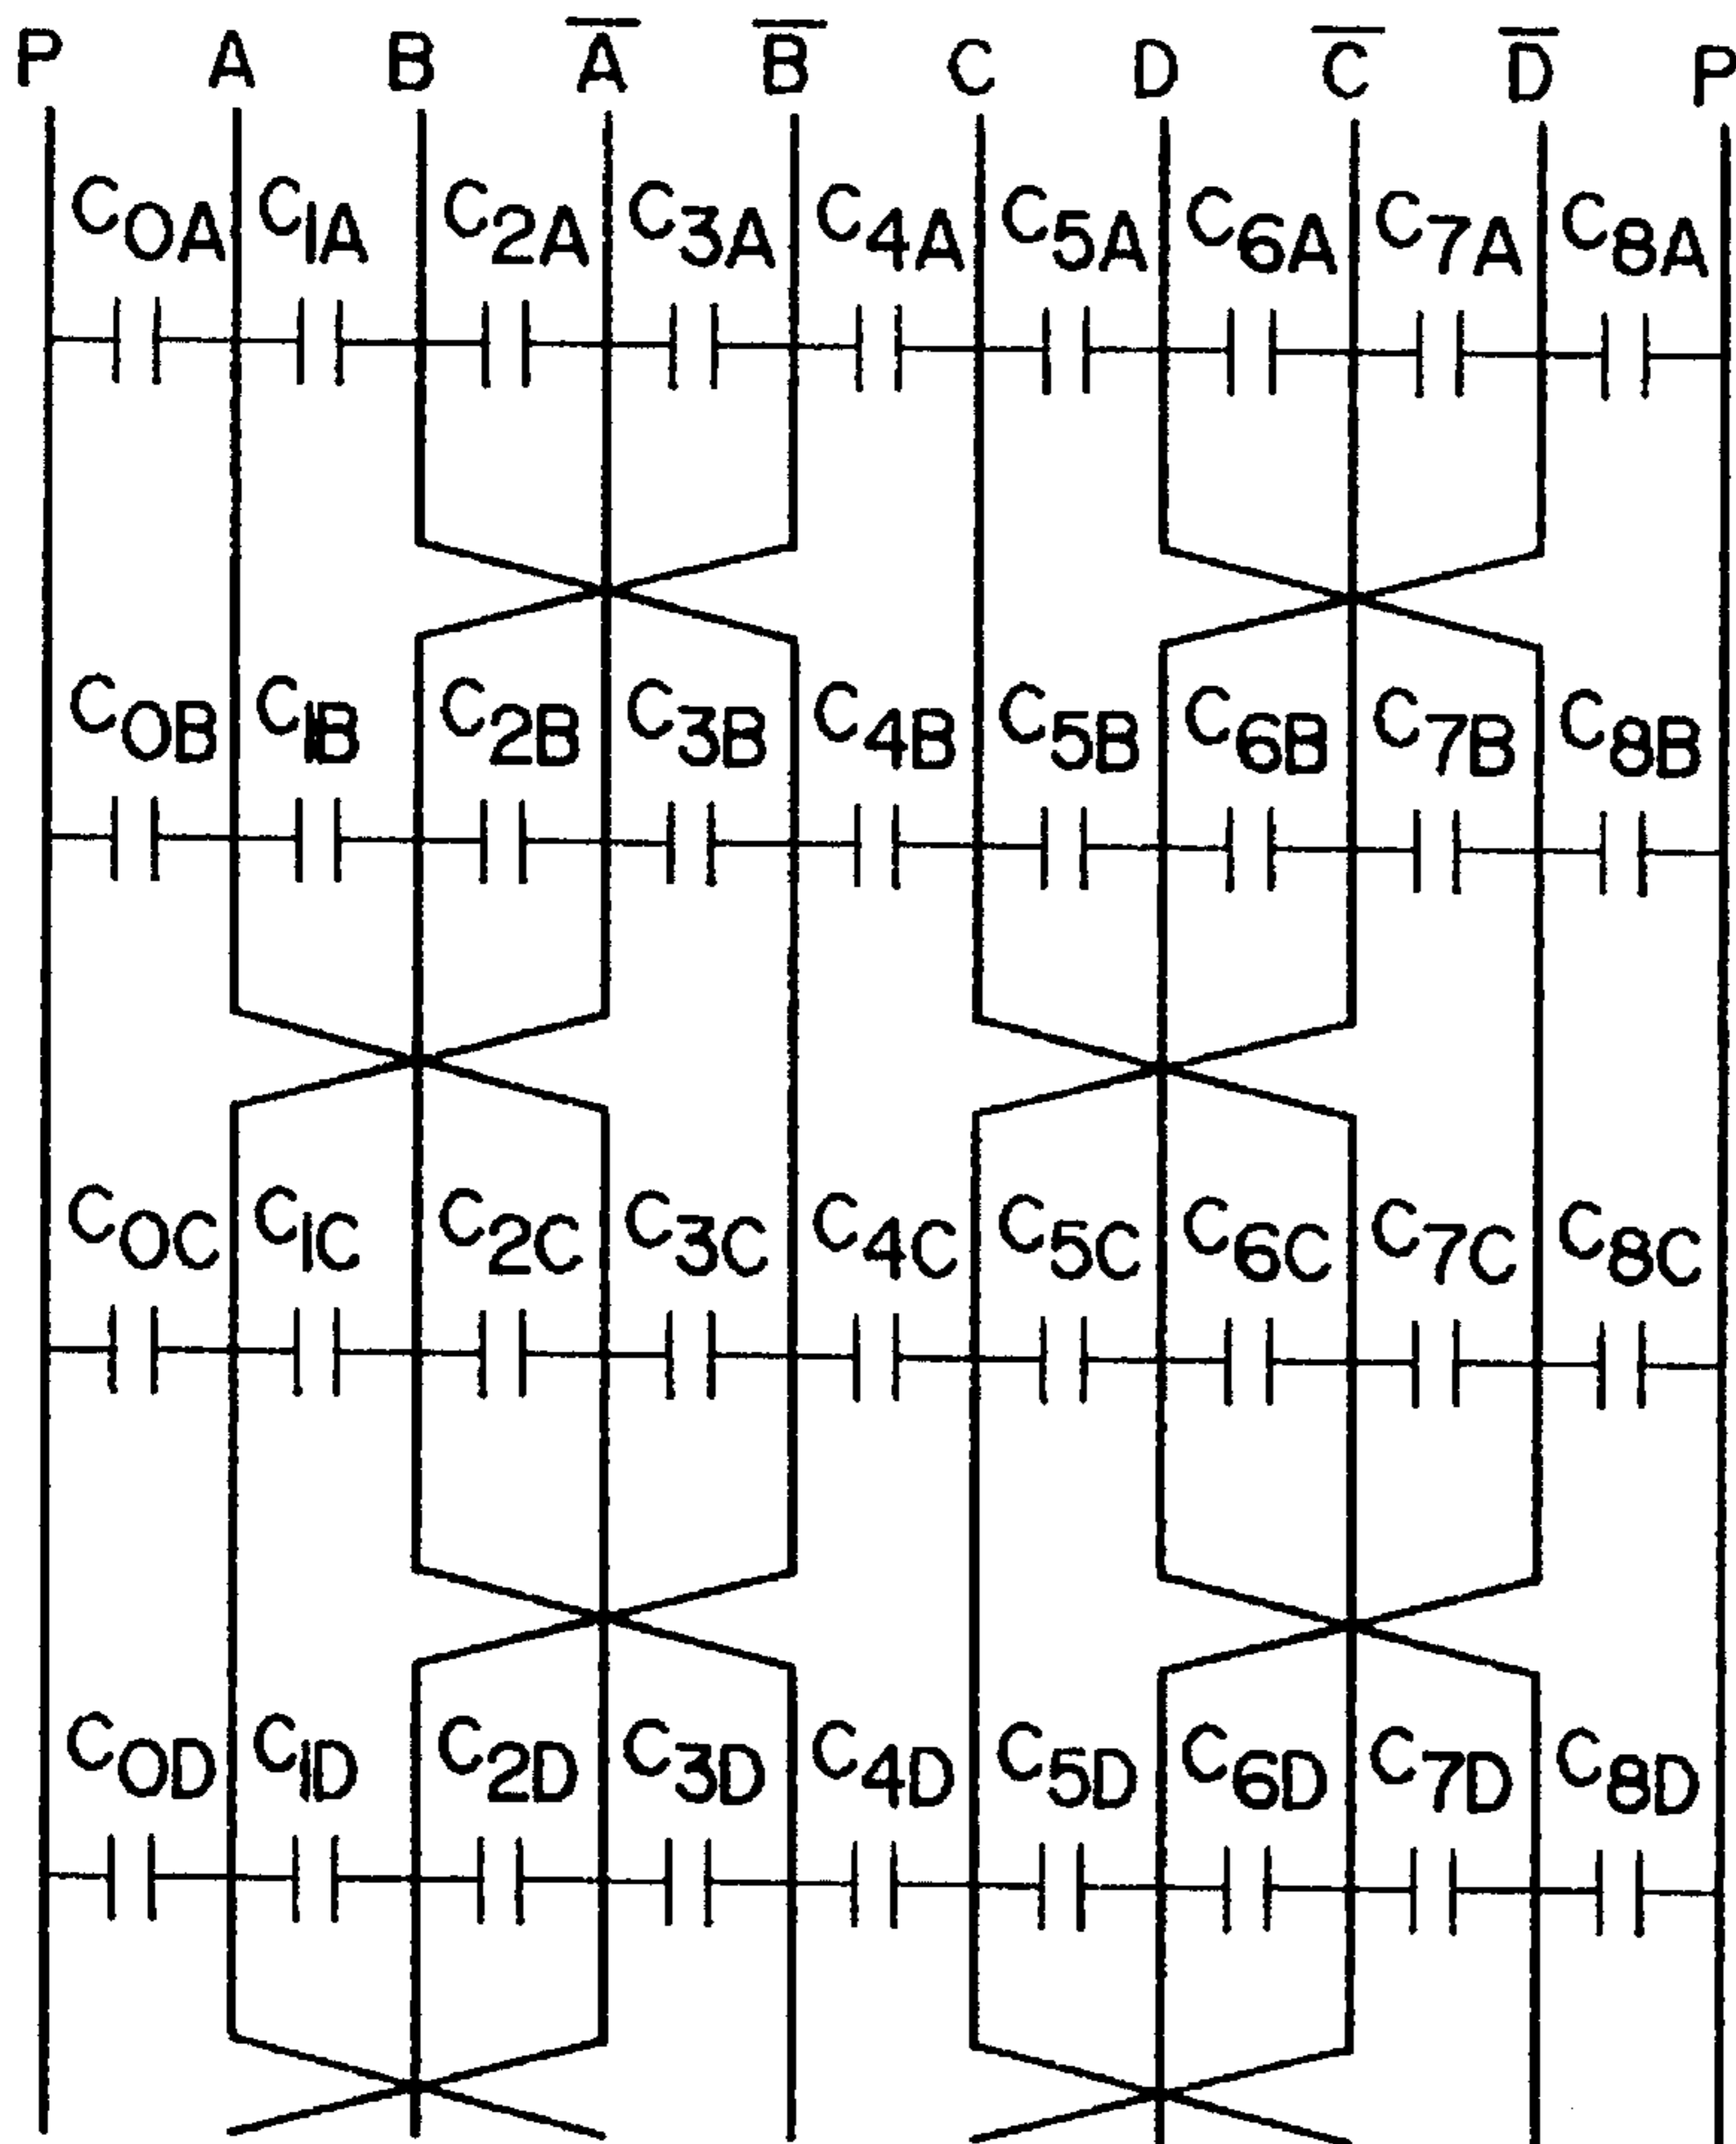 P A B A̅ B̅ C D C̅ D̅ P
C0A C1A C2A C3A C4A C5A C6A C7A C8A
C0B C1B C2B C3B C4B C5B C6B C7B C8B
C0C C1C C2C C3C C4C C5C C6C C7C C8C
C0D C1D C2D C3D C4D C5D C6D C7D C8D